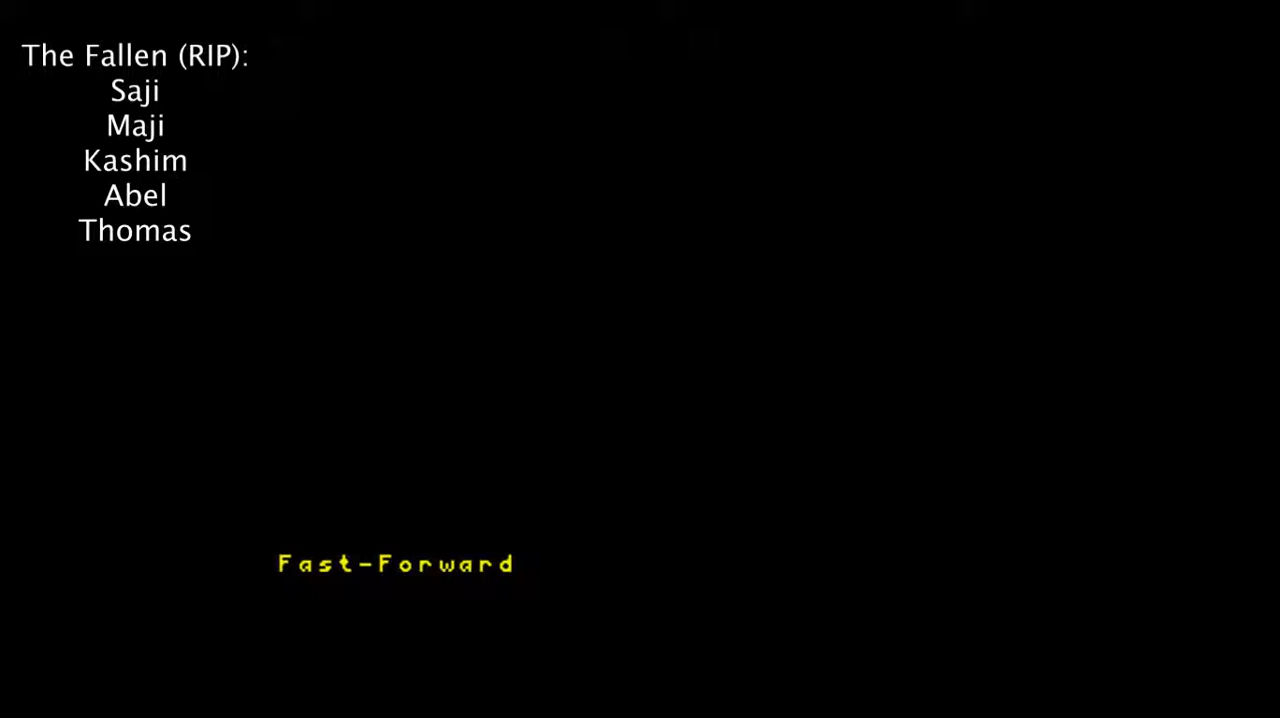 The Fallen (RIP):
Saji
Maji
Kashim
Abel
Thomas
Fast-Forward